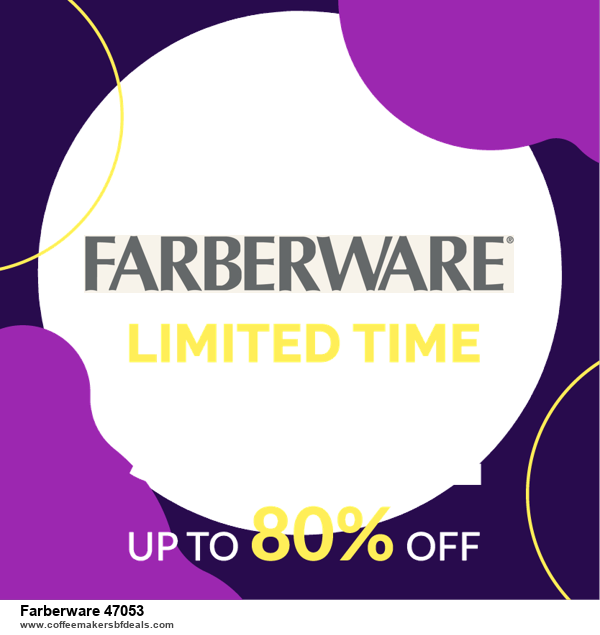 FARBERWARE®
LIMITED TIME
UP TO 80% OFF
Farberware 47053
www.coffeemakersbfdeals.com